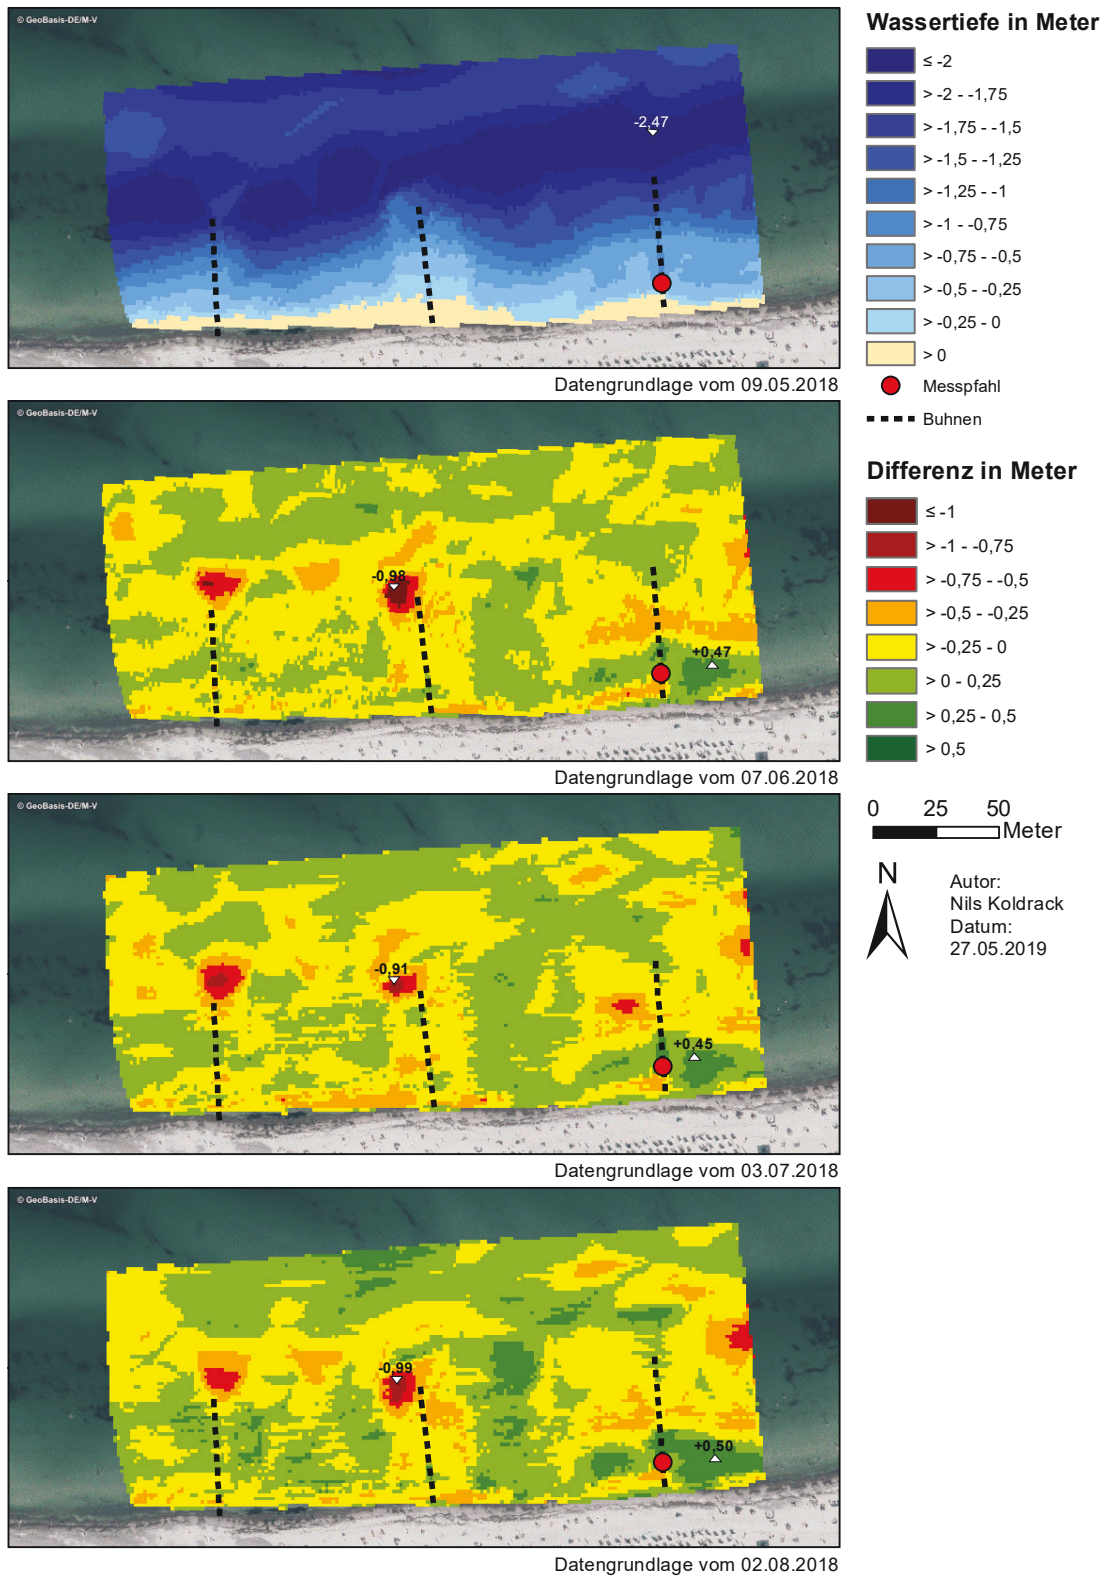 © GeoBasis-DE/M-V
-2,47
Datengrundlage vom 09.05.2018
© GeoBasis-DE/M-V
-0,98
+0,47
Datengrundlage vom 07.06.2018
© GeoBasis-DE/M-V
-0,91
+0,45
Datengrundlage vom 03.07.2018
© GeoBasis-DE/M-V
-0,99
+0,50
Datengrundlage vom 02.08.2018
Wassertiefe in Meter
≤ -2
> -2 - -1,75
> -1,75 - -1,5
> -1,5 - -1,25
> -1,25 - -1
> -1 - -0,75
> -0,75 - -0,5
> -0,5 - -0,25
> -0,25 - 0
> 0
Messpfahl
Buhnen
Differenz in Meter
≤ -1
> -1 - -0,75
> -0,75 - -0,5
> -0,5 - -0,25
> -0,25 - 0
> 0 - 0,25
> 0,25 - 0,5
> 0,5
0 25 50
Meter
N
Autor:
Nils Koldrack
Datum:
27.05.2019